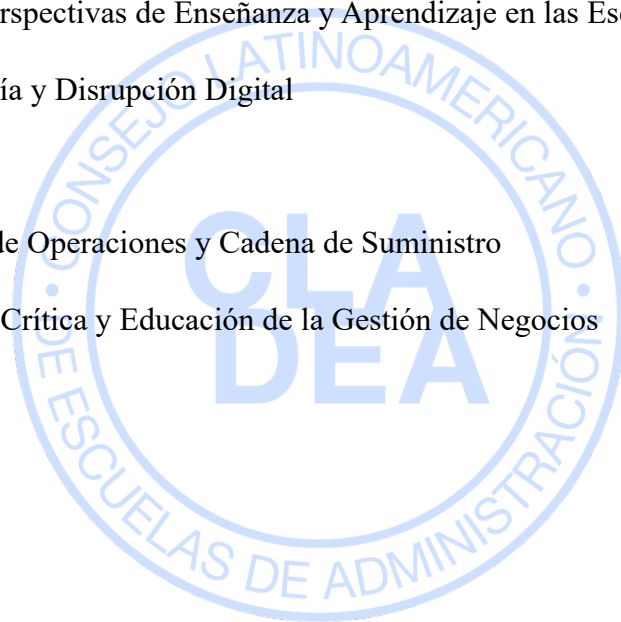 rspectivas de Enseñanza y Aprendizaje en las Es
ía y Disrupción Digital
de Operaciones y Cadena de Suministro
Crítica y Educación de la Gestión de Negocios
CONSEJO LATINOAMERICANO
CLA
DEA
DE ESCUELAS DE ADMINISTRACIÓN